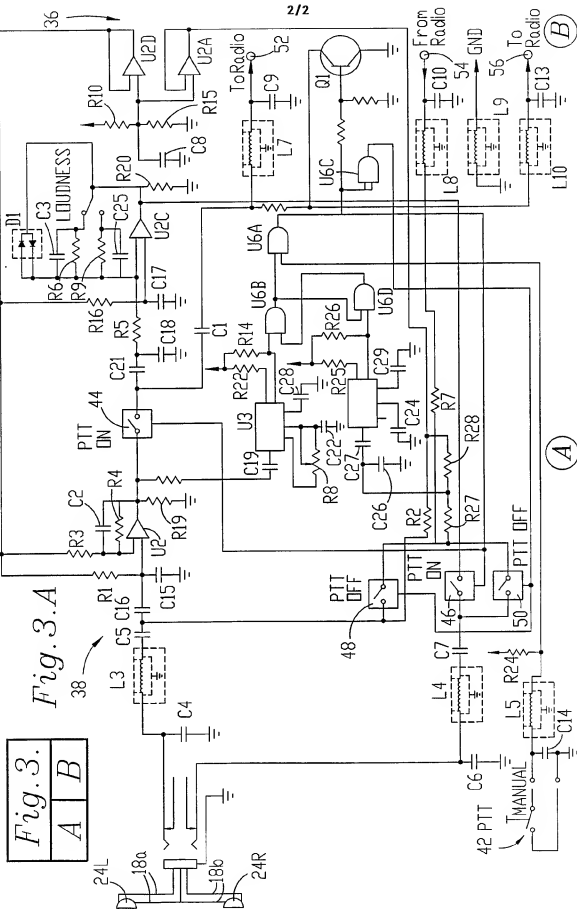 2/2
36
U2D
U2A
R10
R15
C8
D1
C3
LOUDNESS
R6
R9
C25
R20
U2C
R16
C17
R5
C18
C21
C1
44
PTT
ON
C2
R4
R3
U2
R19
R1
C16
C15
C5
38
L3
C4
Fig. 3.A
Fig. 3.
A
B
24L
18a
18b
24R
To Radio
52
C9
L7
Q1
U6C
U6A
U6B
U6D
R14
R22
U3
C28
C19
C22
R8
R26
R25
C29
C24
C27
C26
From
Radio
54
C10
L8
GND
L9
To
Radio
56
C13
L10
B
R7
R28
R2
R27
A
PTT
OFF
48
PTT
ON
46
PTT OFF
50
C7
L4
C6
R24
L5
C14
MANUAL
42 PTT